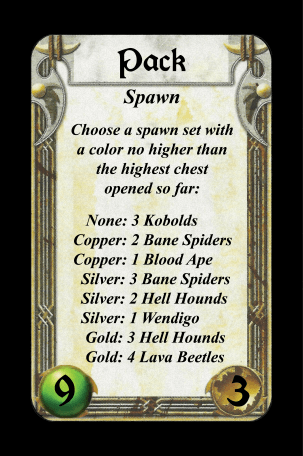 Pack
Spawn
Choose a spawn set with
a color no higher than
the highest chest
opened so far:
None: 3 Kobolds
Copper: 2 Bane Spiders
Copper: 1 Blood Ape
Silver: 3 Bane Spiders
Silver: 2 Hell Hounds
Silver: 1 Wendigo
Gold: 3 Hell Hounds
Gold: 4 Lava Beetles
9 3